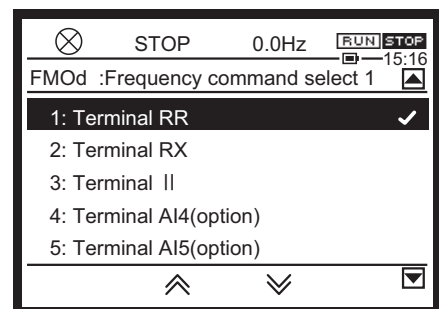 STOP 0.0Hz RUN STOP
15:16
FMOd :Frequency command select 1
1: Terminal RR
2: Terminal RX
3: Terminal II
4: Terminal AI4(option)
5: Terminal AI5(option)